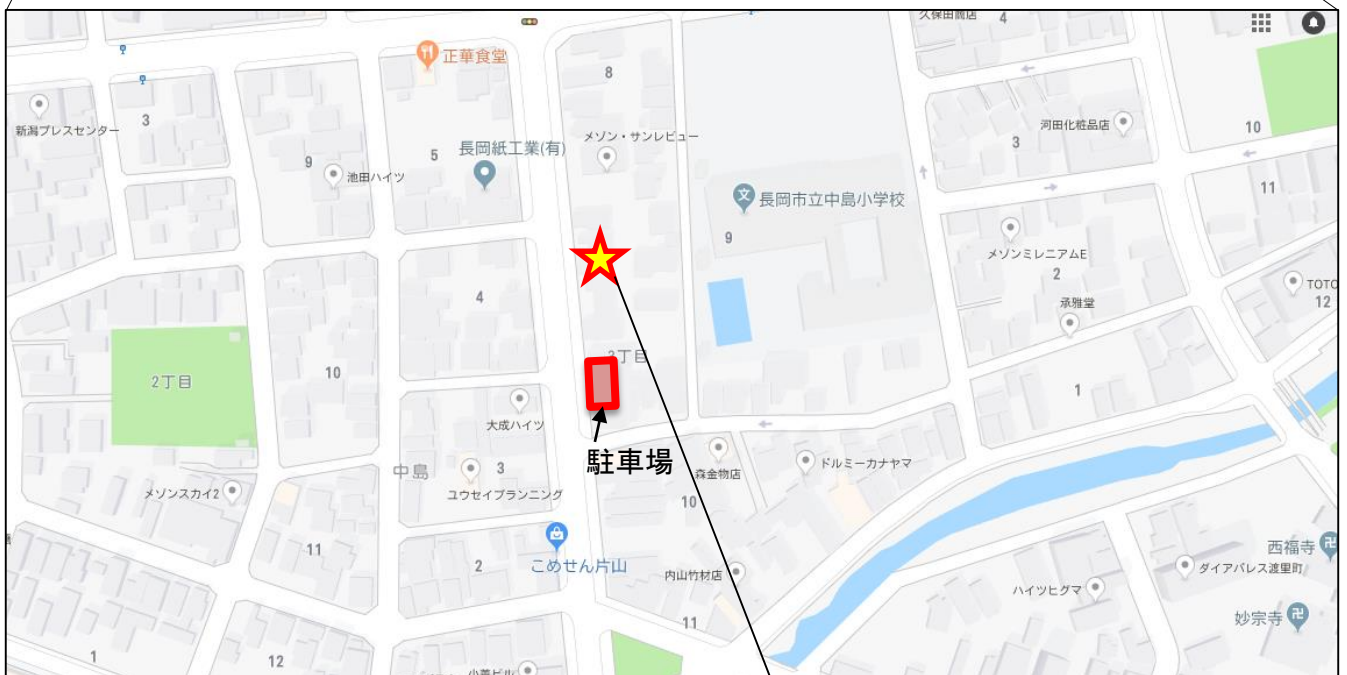 久保田商店
4
正華食堂
8
新潟プレスセンター
3
メゾン・サンレビュー
河田化粧品店
10
5
長岡紙工業(有)
3
9
池田ハイツ
11
長岡市立中島小学校
9
メゾンミレニアムE
2
TOTO
12
4
承雅堂
2丁目
10
2丁目
1
大成ハイツ
駐車場
中島
3
森金物店
ドルミーカナヤマ
メゾンスカイ2
ユウセイプランニング
10
11
2
こめせん片山
内山竹材店
西福寺
ダイアパレス渡里町
ハイツヒグマ
妙宗寺
11
1
12